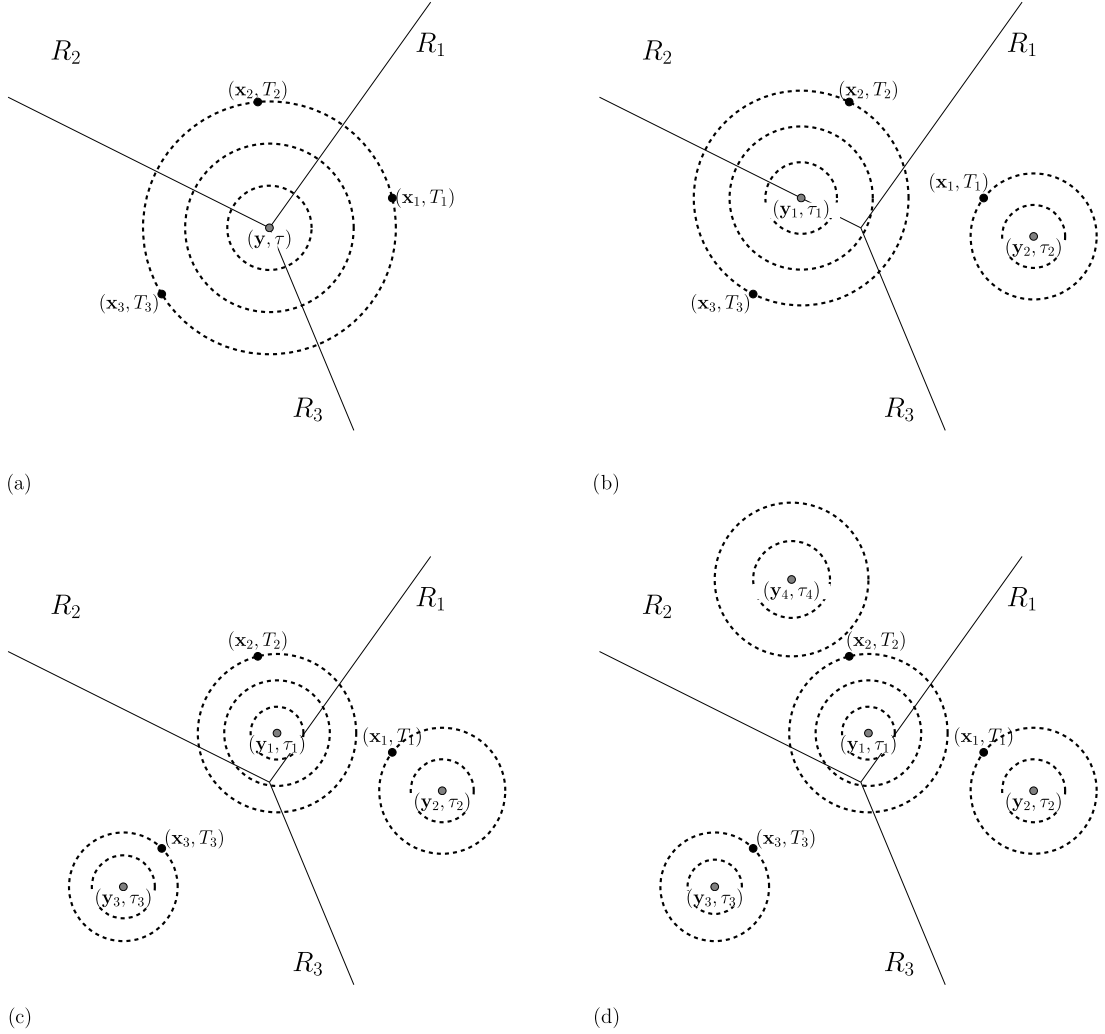 R₂
R₁
(x₂, T₂)
(x₁, T₁)
(y, τ)
(x₃, T₃)
R₃
(a)
R₂
R₁
(x₂, T₂)
(x₁, T₁)
(y₁, τ₁)
(y₂, τ₂)
(x₃, T₃)
R₃
(b)
R₂
R₁
(x₂, T₂)
(x₁, T₁)
(y₁, τ₁)
(y₂, τ₂)
(x₃, T₃)
(y₃, τ₃)
R₃
(c)
R₂
R₁
(y₄, τ₄)
(x₂, T₂)
(x₁, T₁)
(y₁, τ₁)
(y₂, τ₂)
(x₃, T₃)
(y₃, τ₃)
R₃
(d)